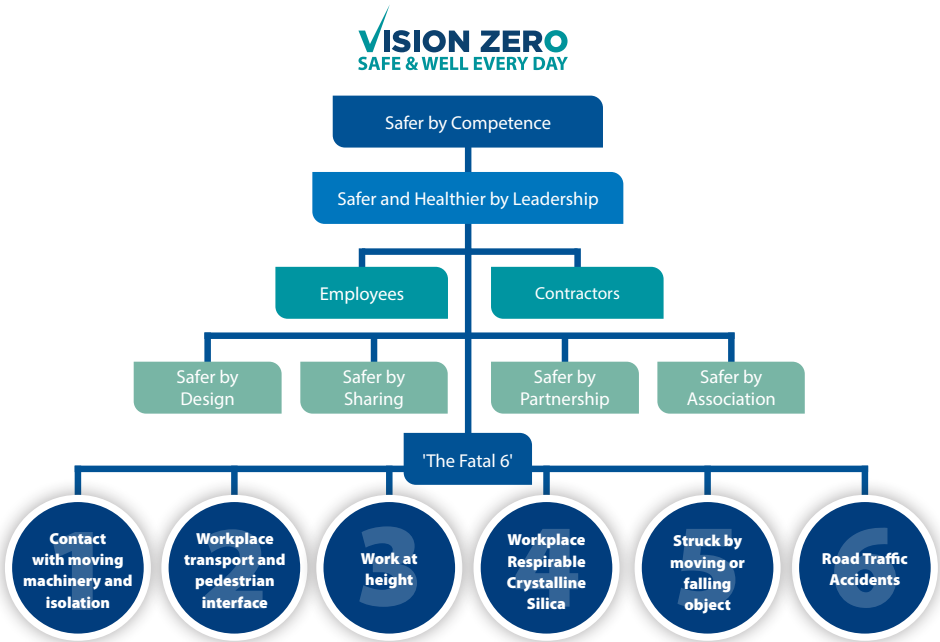 VISION ZERO
SAFE & WELL EVERY DAY
Safer by Competence
Safer and Healthier by Leadership
Employees
Contractors
Safer by
Design
Safer by
Sharing
Safer by
Partnership
Safer by
Association
'The Fatal 6'
1
Contact
with moving
machinery and
isolation
2
Workplace
transport and
pedestrian
interface
3
Work at
height
4
Workplace
Respirable
Crystalline
Silica
5
Struck by
moving or
falling
object
6
Road Traffic
Accidents